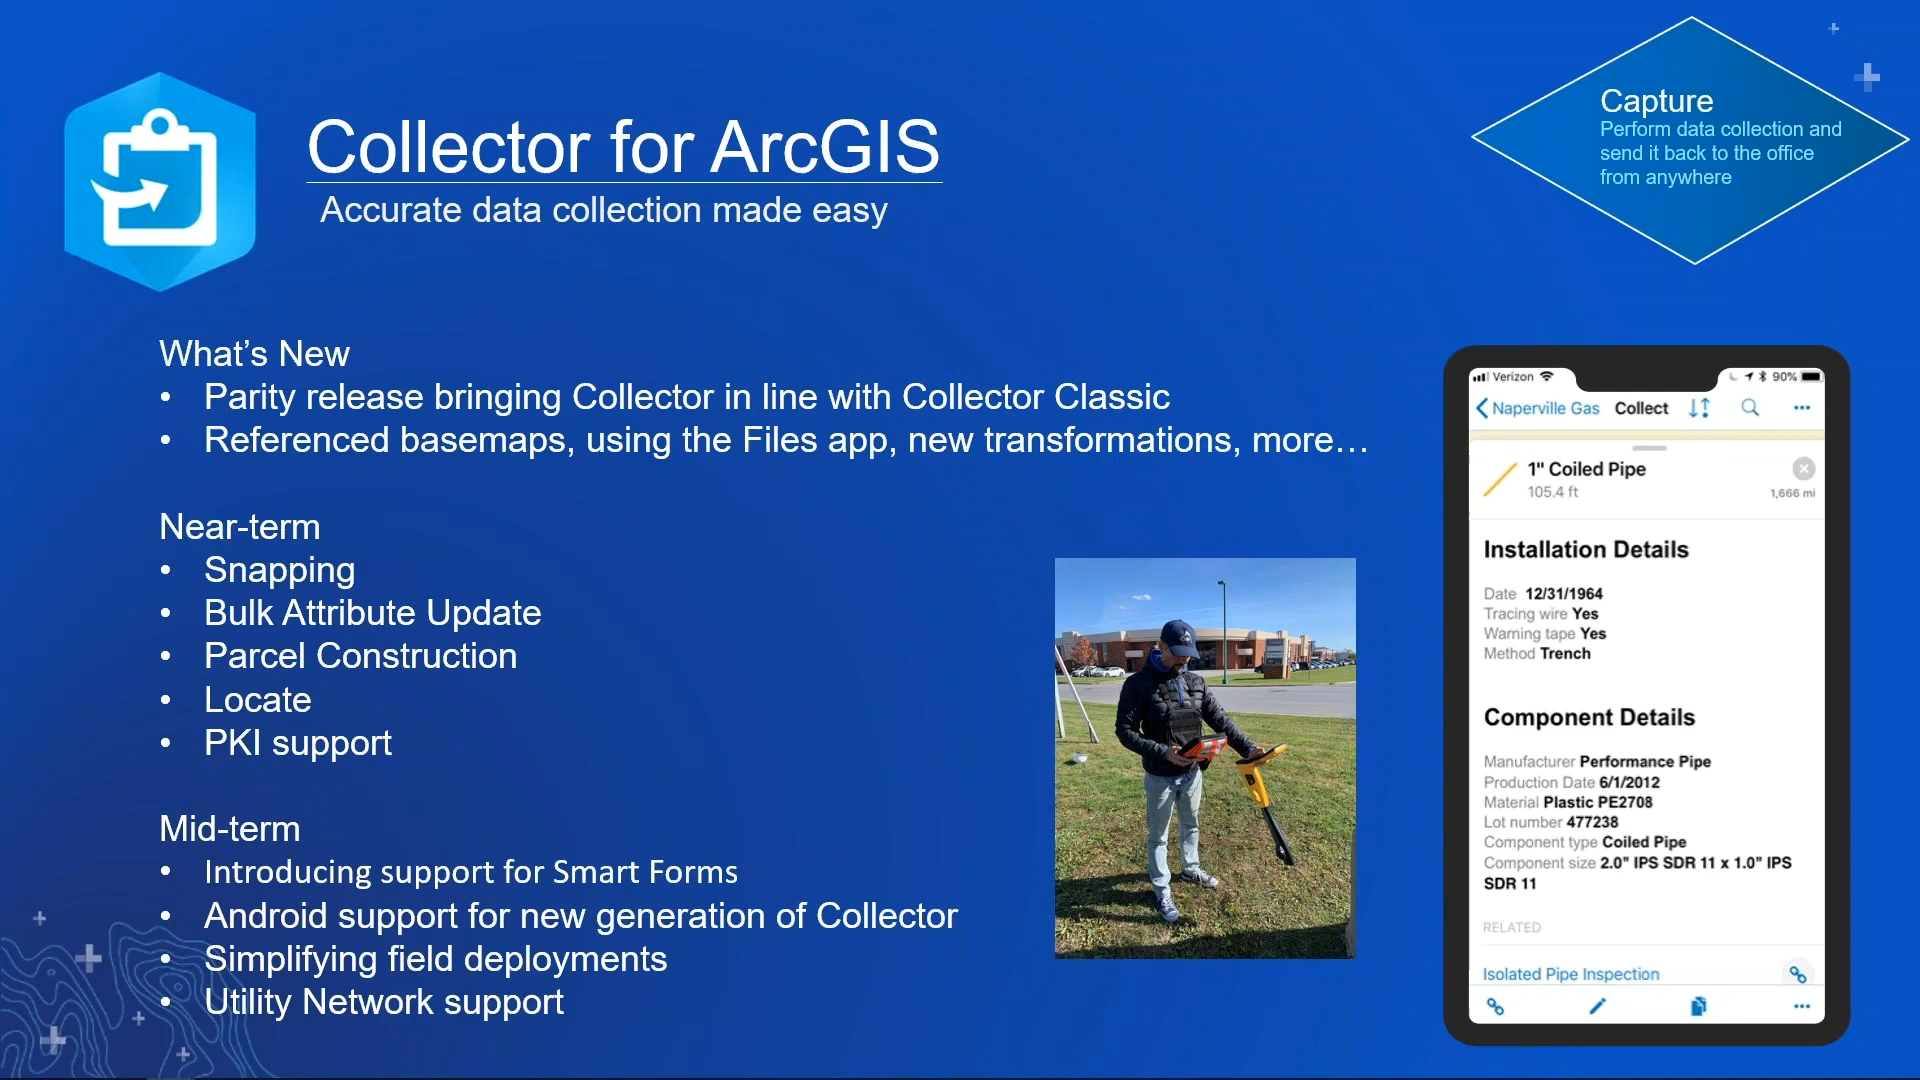 Collector for ArcGIS
Accurate data collection made easy
Capture
Perform data collection and
send it back to the office
from anywhere
What’s New
• Parity release bringing Collector in line with Collector Classic
• Referenced basemaps, using the Files app, new transformations, more…
Near-term
• Snapping
• Bulk Attribute Update
• Parcel Construction
• Locate
• PKI support
Mid-term
• Introducing support for Smart Forms
• Android support for new generation of Collector
• Simplifying field deployments
• Utility Network support
Verizon 90%
Naperville Gas Collect
1" Coiled Pipe
105.4 ft 1,666 mi
Installation Details
Date 12/31/1964
Tracing wire Yes
Warning tape Yes
Method Trench
Component Details
Manufacturer Performance Pipe
Production Date 6/1/2012
Material Plastic PE2708
Lot number 477238
Component type Coiled Pipe
Component size 2.0" IPS SDR 11 x 1.0" IPS
SDR 11
RELATED
Isolated Pipe Inspection